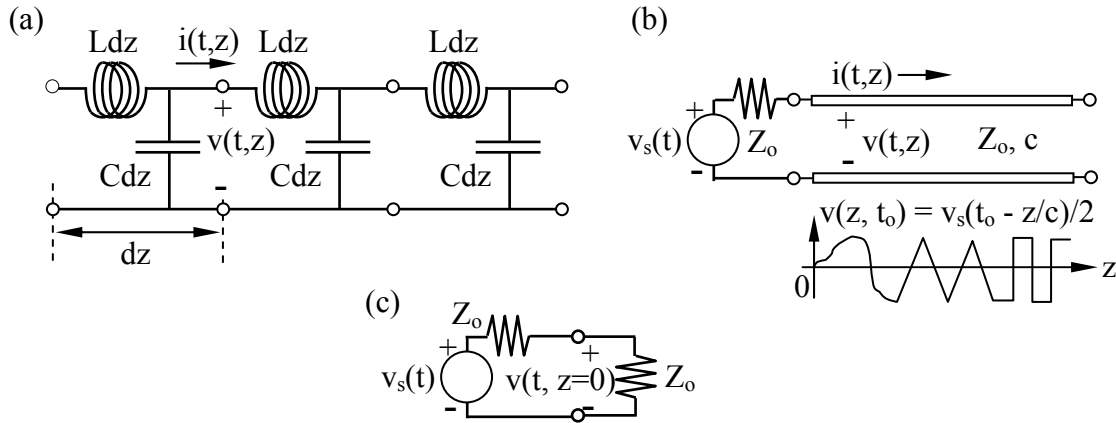 (a)
Ldz i(t,z) Ldz Ldz
+
v(t,z)
Cdz Cdz Cdz
-
dz
(b)
i(t,z)
+ +
v_s(t) Z_o v(t,z) Z_o, c
- -
v(z, t_o) = v_s(t_o - z/c)/2
0 z
(c)
Z_o
+ +
v_s(t) v(t, z=0) Z_o
- -